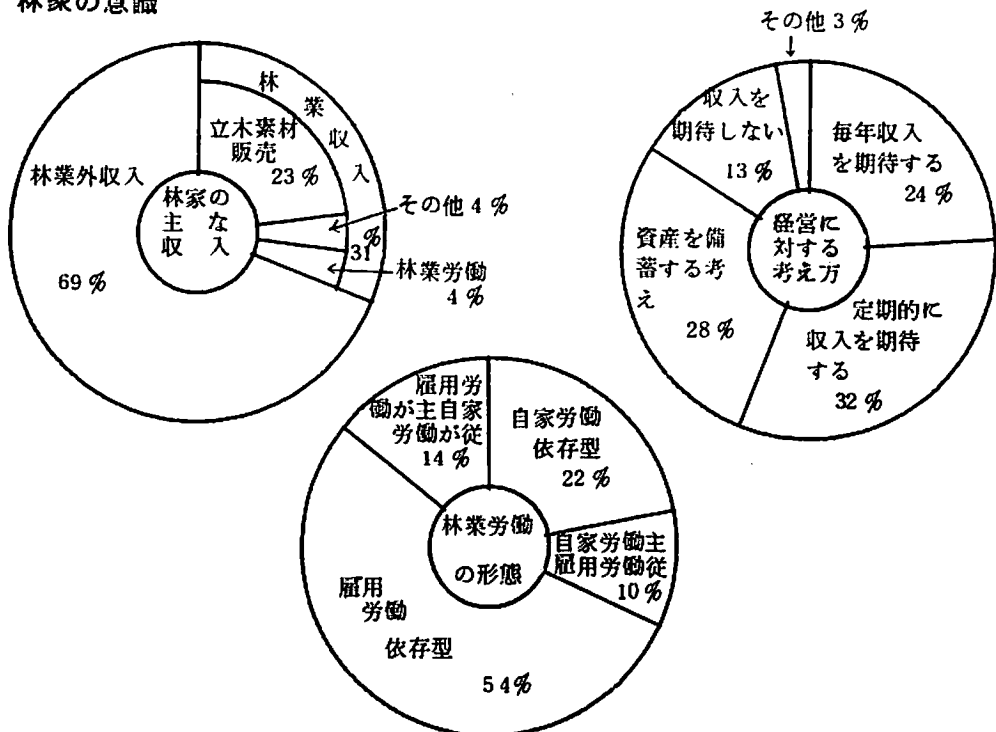 林家の意識
その他 3 %
林業収入
31%
立木素材
販売
23 %
林業外収入
69 %
林家の
主な
収入
その他 4 %
林業労働
4 %
収入を
期待しない
13 %
毎年収入
を期待する
24 %
経営に
対する
考え方
資産を備
蓄する考
え
28 %
定期的に
収入を期待
する
32 %
雇用労
働が主自家
労働が従
14 %
自家労働
依存型
22 %
林業労働
の形態
自家労働主
雇用労働従
10 %
雇用
労働
依存型
54%